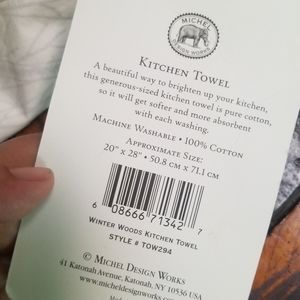 MICHEL
DESIGN WORKS
KITCHEN TOWEL
A beautiful way to brighten up your kitchen,
this generous-sized kitchen towel is pure cotton,
so it will get softer and more absorbent
with each washing.
MACHINE WASHABLE • 100% COTTON
APPROXIMATE SIZE:
20" x 28" • 50.8 cm x 71.1 cm
6 08666 71342 7
WINTER WOODS KITCHEN TOWEL
STYLE # TOW294
© MICHEL DESIGN WORKS
41 Katonah Avenue, Katonah, NY 10536 USA
www.micheldesignworks.com